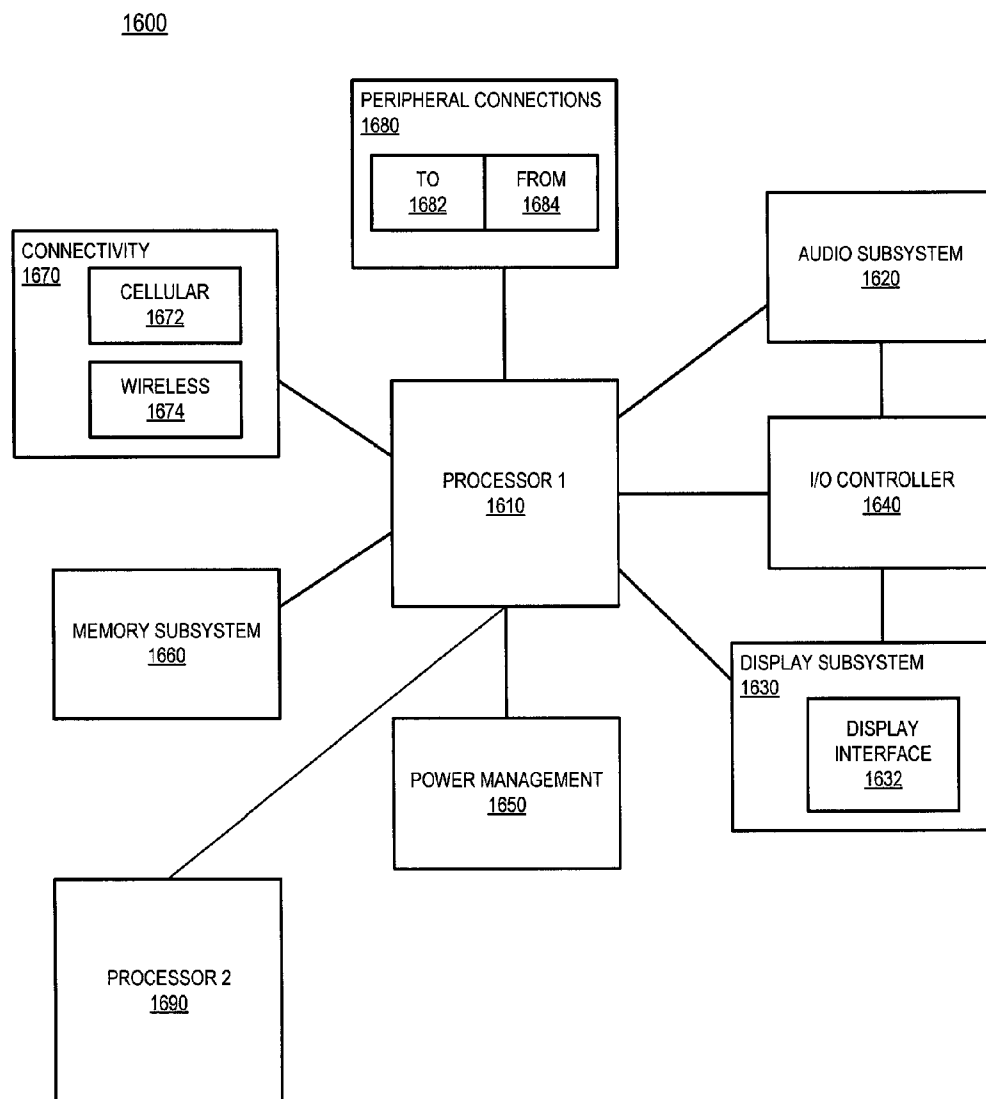 1600
PERIPHERAL CONNECTIONS
1680
TO
1682
FROM
1684
CONNECTIVITY
1670
CELLULAR
1672
WIRELESS
1674
AUDIO SUBSYSTEM
1620
PROCESSOR 1
1610
I/O CONTROLLER
1640
MEMORY SUBSYSTEM
1660
DISPLAY SUBSYSTEM
1630
DISPLAY
INTERFACE
1632
POWER MANAGEMENT
1650
PROCESSOR 2
1690